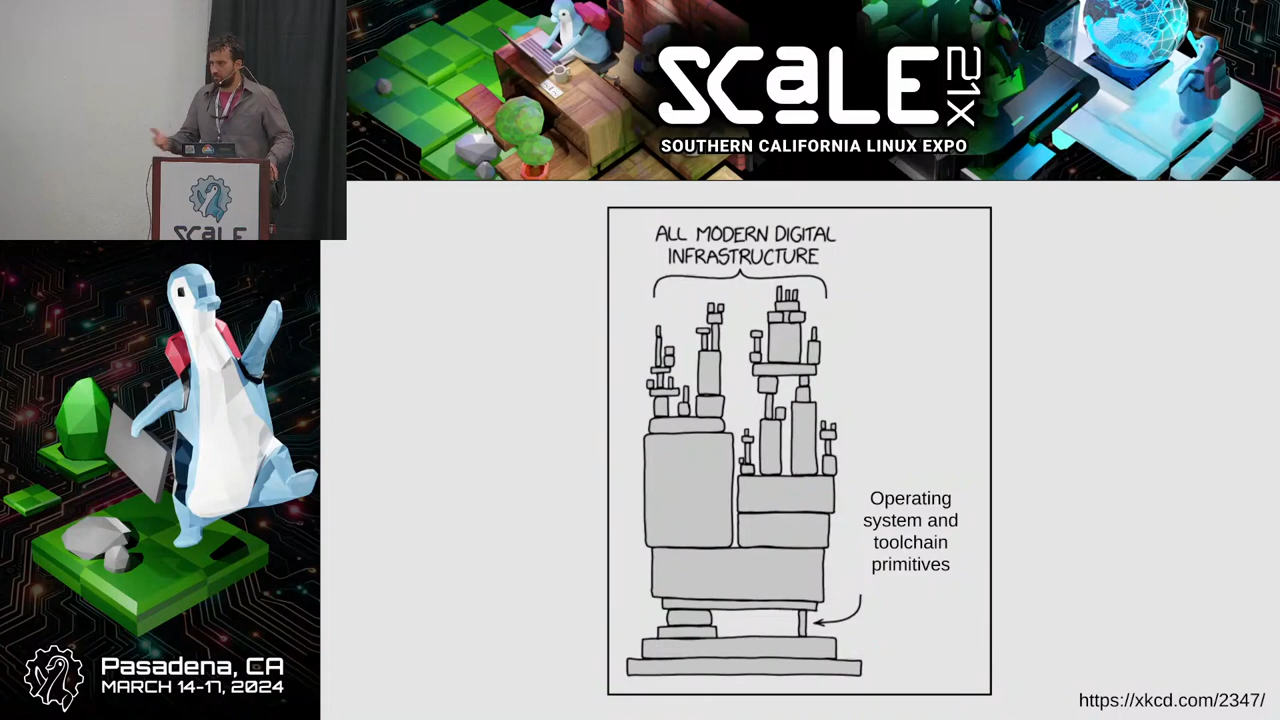 SCALE
21X
SOUTHERN CALIFORNIA LINUX EXPO
SCALE
ALL MODERN DIGITAL
INFRASTRUCTURE
Operating
system and
toolchain
primitives
Pasadena, CA
MARCH 14-17, 2024
https://xkcd.com/2347/